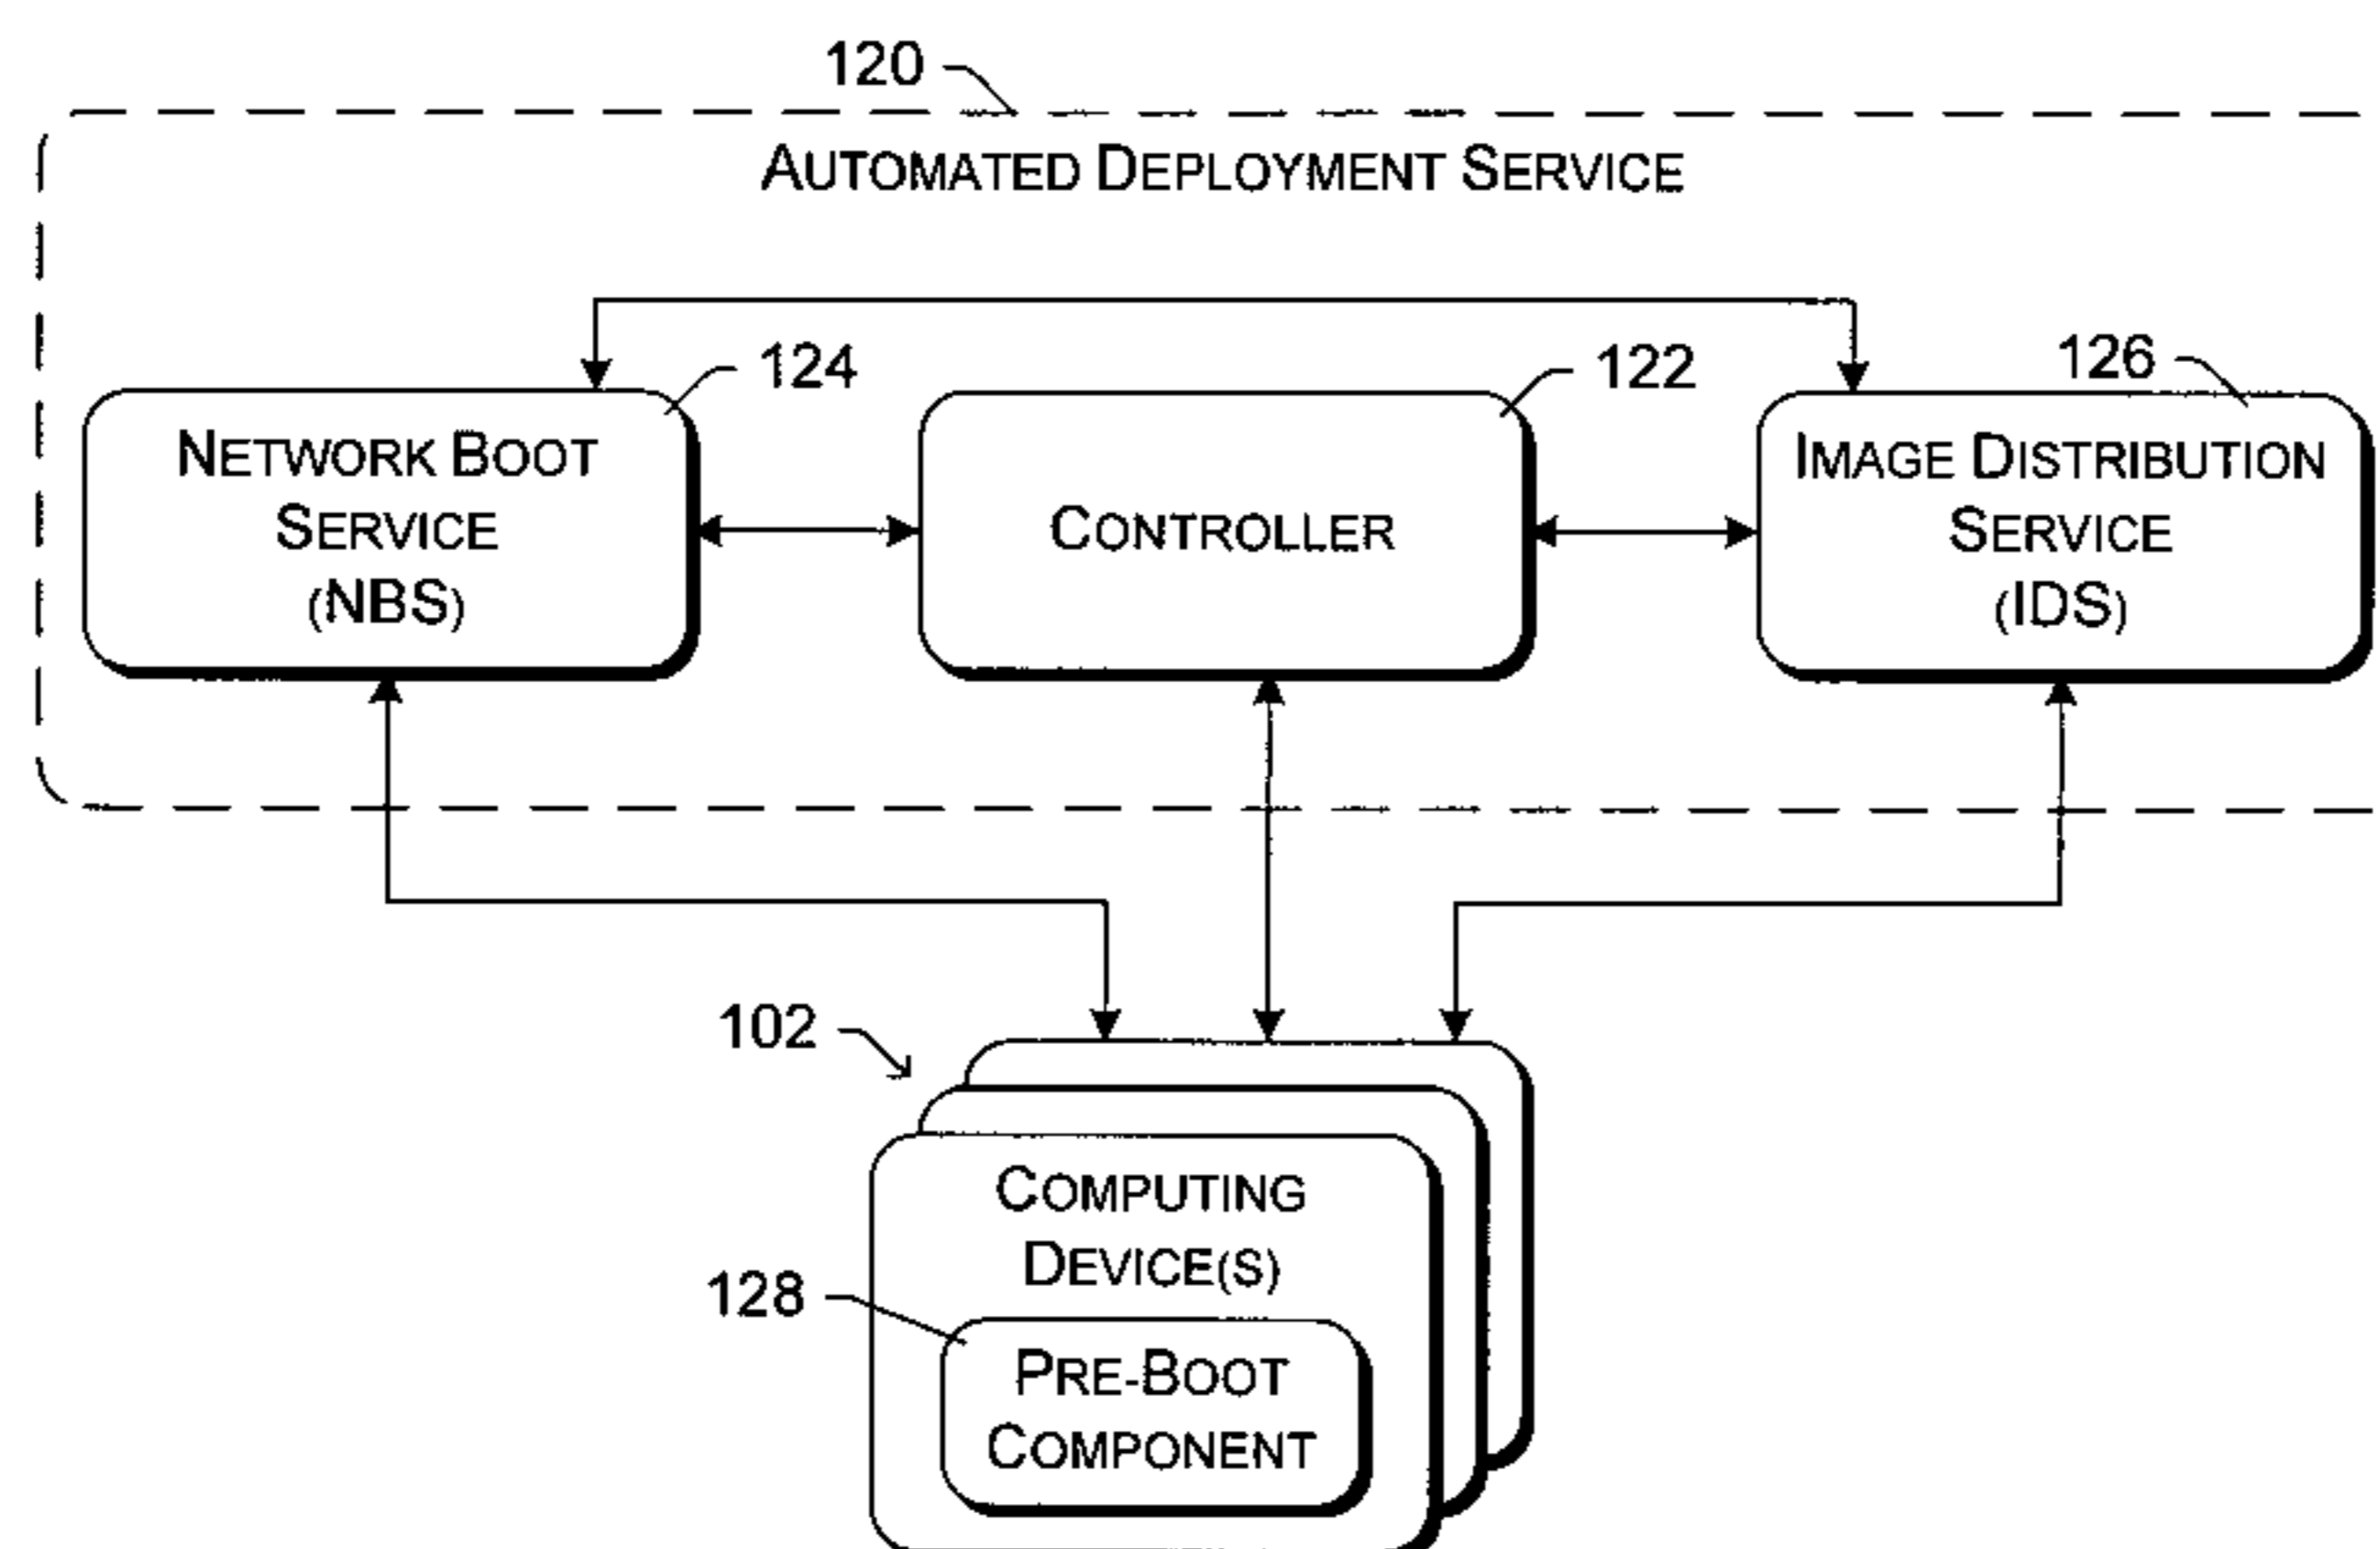 120
AUTOMATED DEPLOYMENT SERVICE
124
122
126
NETWORK BOOT
SERVICE
(NBS)
CONTROLLER
IMAGE DISTRIBUTION
SERVICE
(IDS)
102
COMPUTING
DEVICE(S)
128
PRE-BOOT
COMPONENT